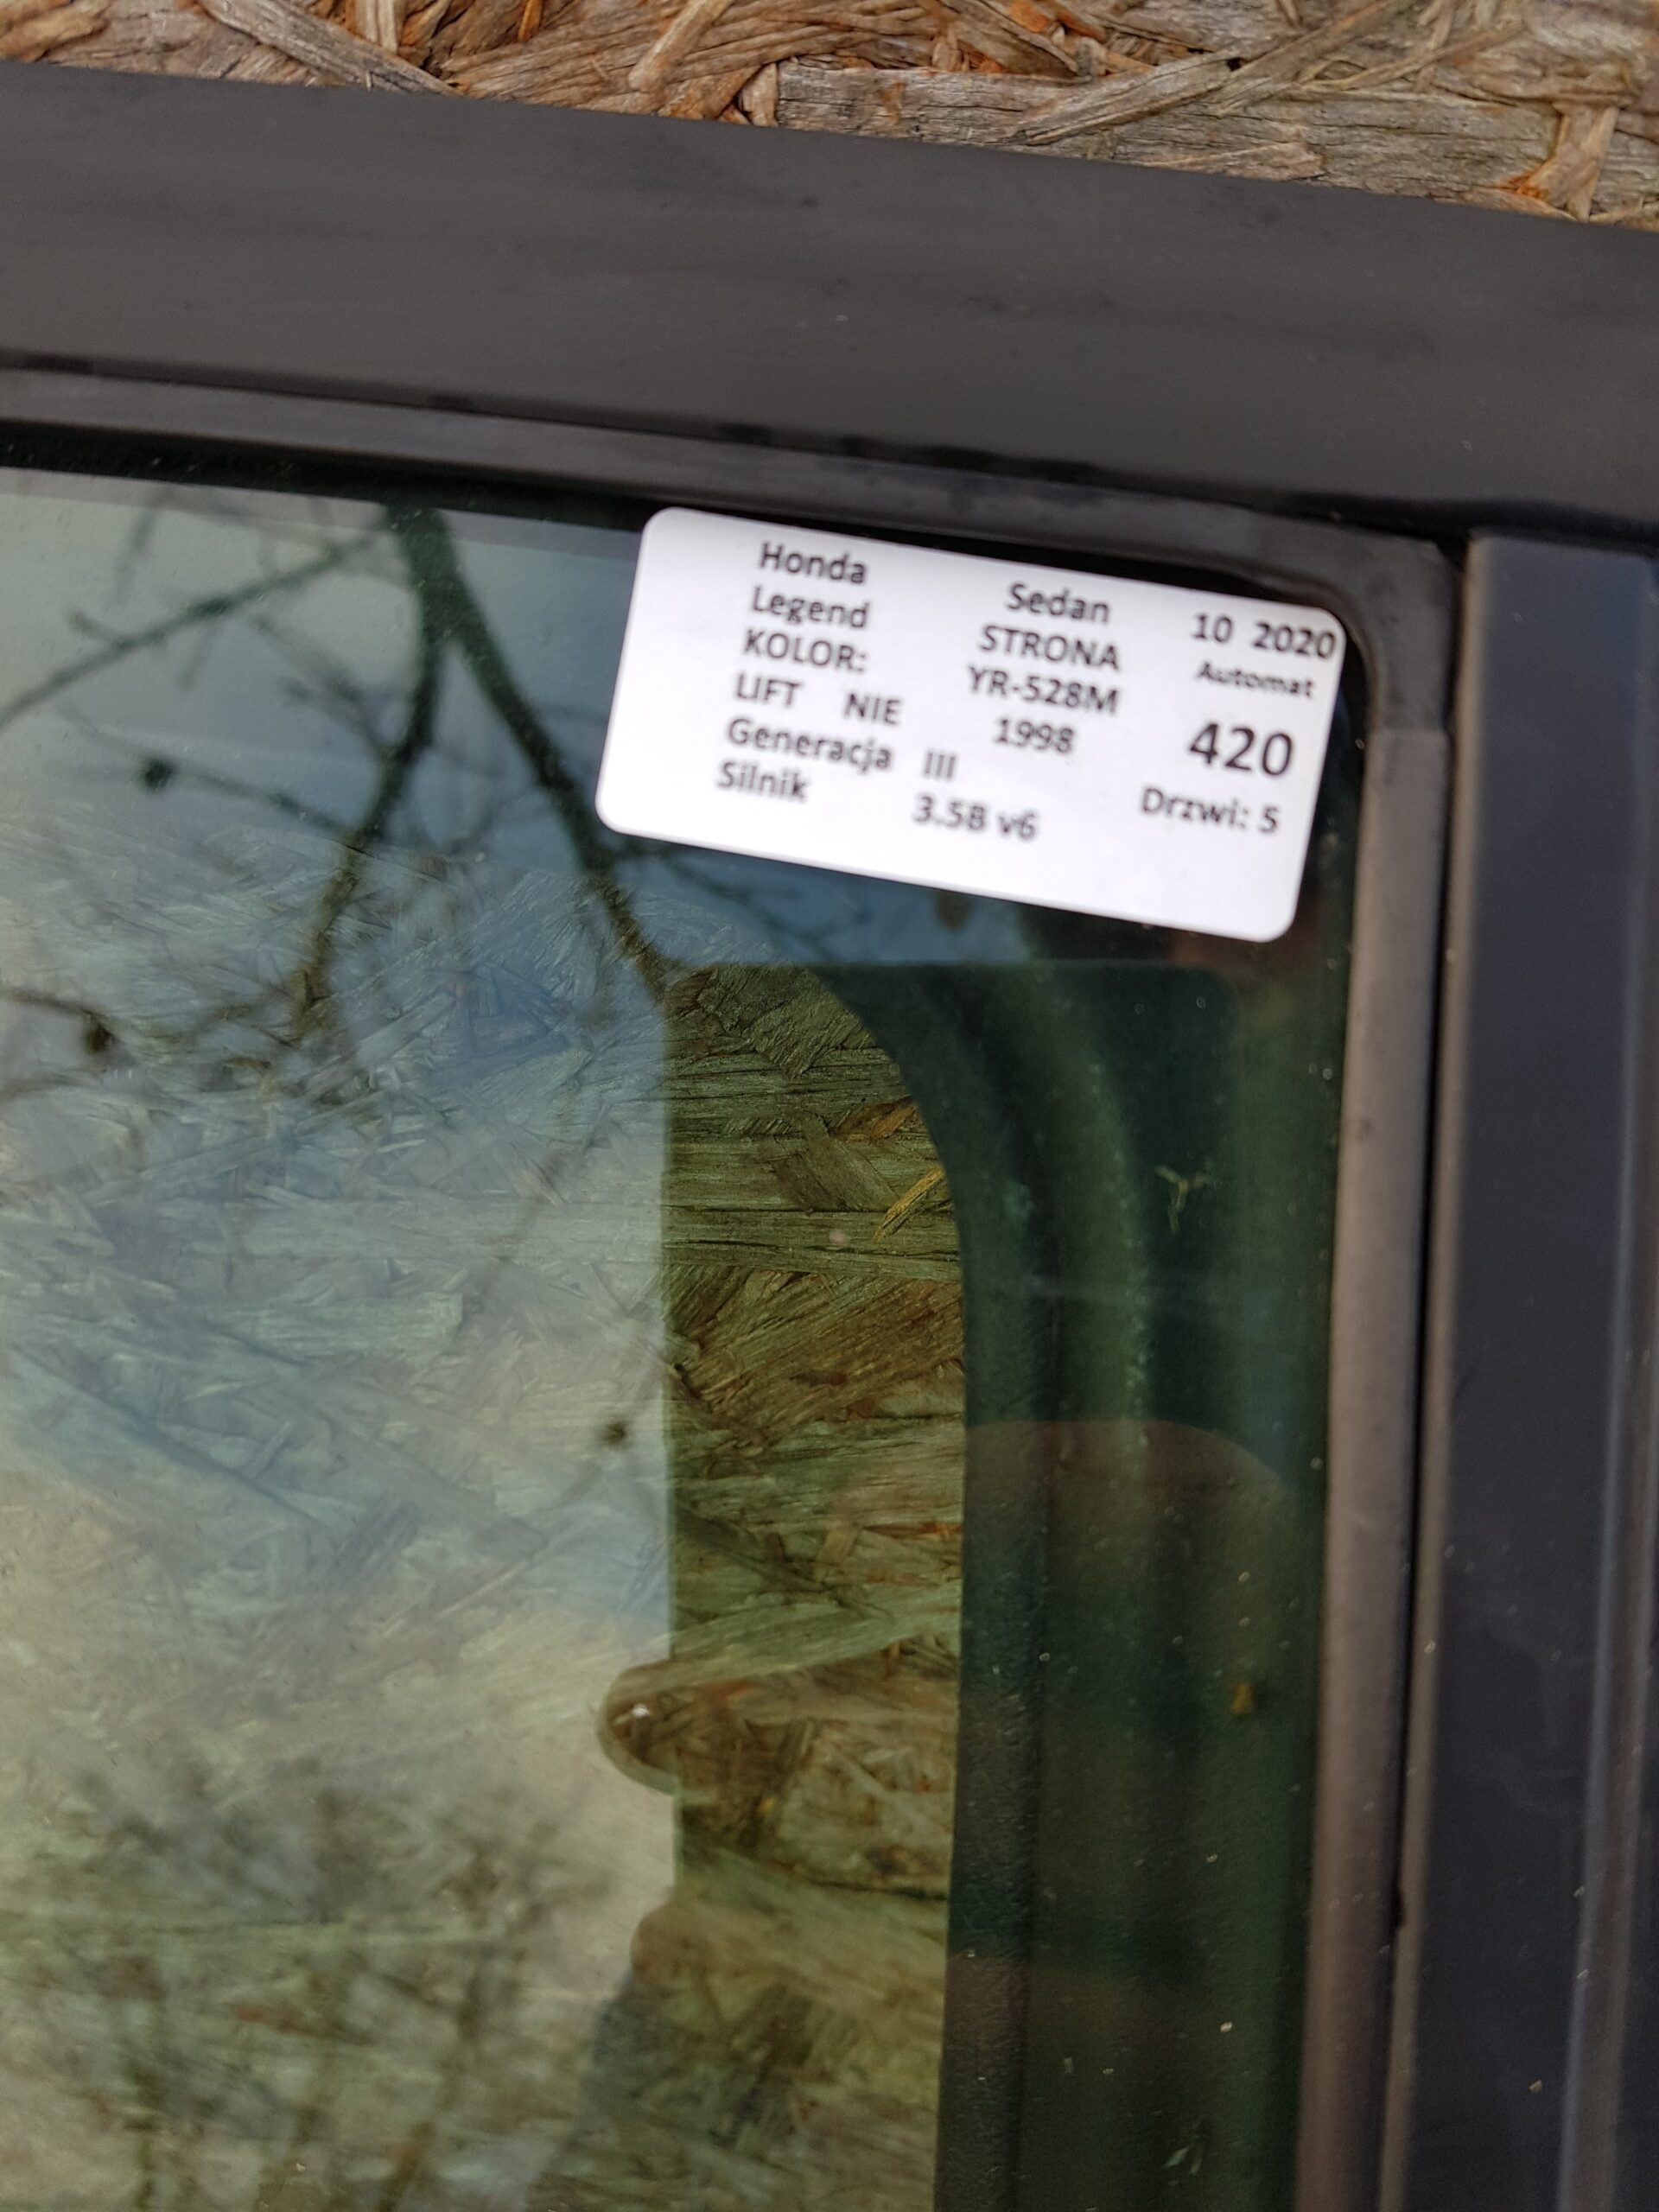 Honda Sedan 10 2020
Legend STRONA Automat
KOLOR: YR-528M
LIFT NIE 1998 420
Generacja III Drzwi: 5
Silnik 3.5B v6